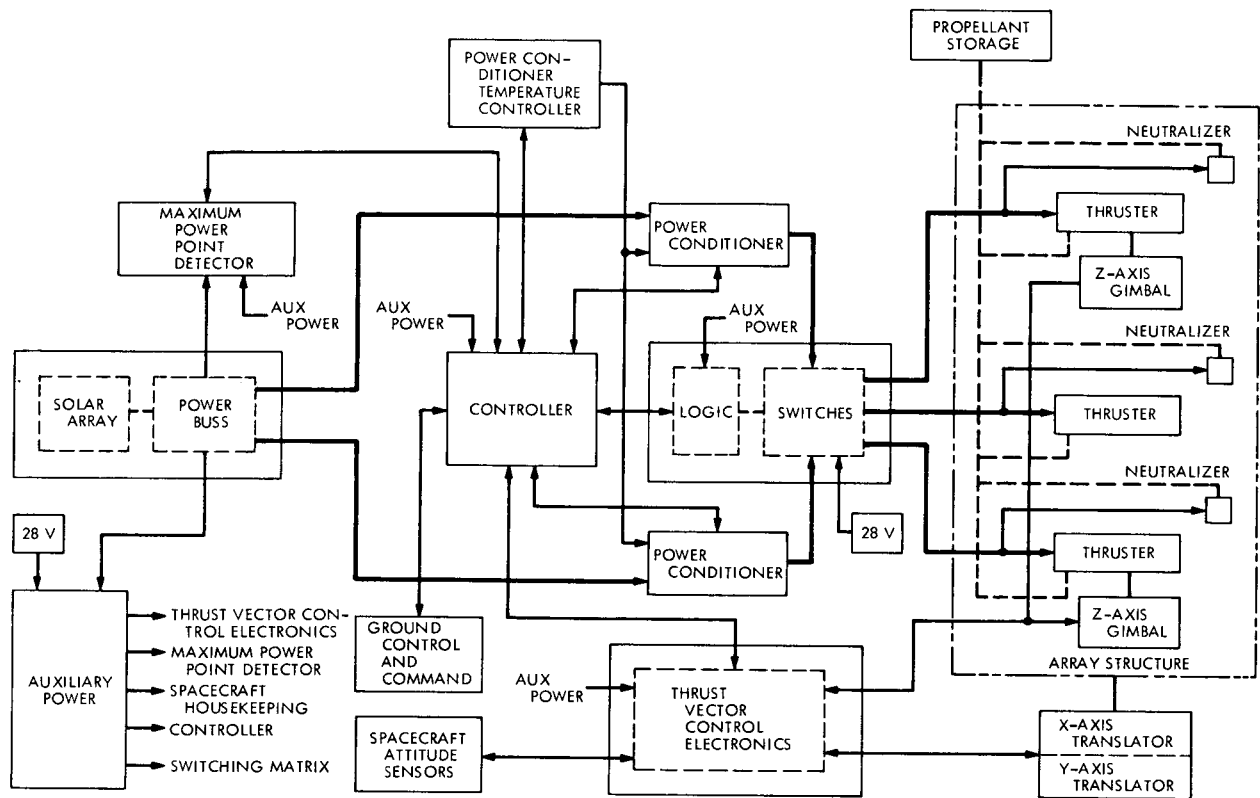 PROPELLANT
STORAGE
POWER CON-
DITIONER
TEMPERATURE
CONTROLLER
NEUTRALIZER
THRUSTER
Z-AXIS
GIMBAL
MAXIMUM
POWER
POINT
DETECTOR
POWER
CONDITIONER
AUX
POWER
AUX
POWER
AUX
POWER
NEUTRALIZER
SOLAR
ARRAY
POWER
BUSS
CONTROLLER
LOGIC
SWITCHES
THRUSTER
NEUTRALIZER
28 V
POWER
CONDITIONER
28 V
THRUSTER
Z-AXIS
GIMBAL
ARRAY STRUCTURE
AUXILIARY
POWER
THRUST VECTOR CON-
TROL ELECTRONICS
MAXIMUM POWER
POINT DETECTOR
SPACECRAFT
HOUSEKEEPING
CONTROLLER
SWITCHING MATRIX
GROUND
CONTROL
AND
COMMAND
AUX
POWER
THRUST
VECTOR
CONTROL
ELECTRONICS
SPACECRAFT
ATTITUDE
SENSORS
X-AXIS
TRANSLATOR
Y-AXIS
TRANSLATOR